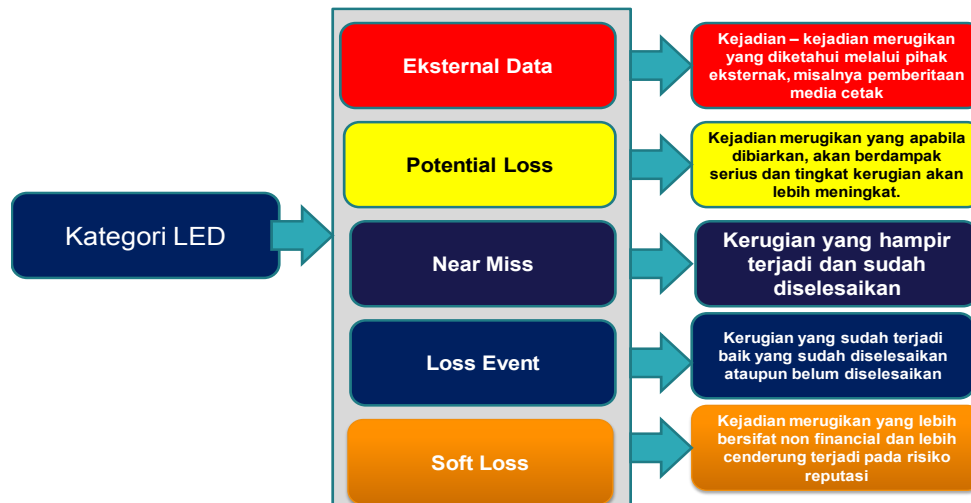 Kategori LED
Eksternal Data
Kejadian – kejadian merugikan
yang diketahui melalui pihak
eksternak, misalnya pemberitaan
media cetak
Potential Loss
Kejadian merugikan yang apabila
dibiarkan, akan berdampak
serius dan tingkat kerugian akan
lebih meningkat.
Near Miss
Kerugian yang hampir
terjadi dan sudah
diselesaikan
Loss Event
Kerugian yang sudah terjadi
baik yang sudah diselesaikan
ataupun belum diselesaikan
Soft Loss
Kejadian merugikan yang lebih
bersifat non financial dan lebih
cenderung terjadi pada risiko
reputasi